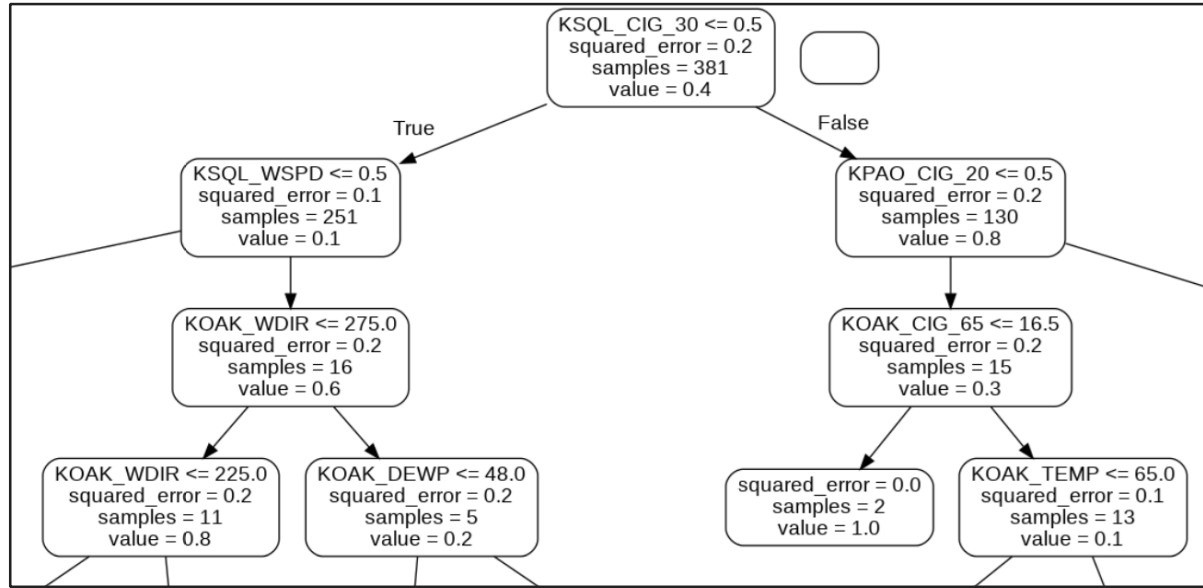 KSQL_CIG_30 <= 0.5
squared_error = 0.2
samples = 381
value = 0.4
True
False
KSQL_WSPD <= 0.5
squared_error = 0.1
samples = 251
value = 0.1
KPAO_CIG_20 <= 0.5
squared_error = 0.2
samples = 130
value = 0.8
KOAK_WDIR <= 275.0
squared_error = 0.2
samples = 16
value = 0.6
KOAK_CIG_65 <= 16.5
squared_error = 0.2
samples = 15
value = 0.3
KOAK_WDIR <= 225.0
squared_error = 0.2
samples = 11
value = 0.8
KOAK_DEWP <= 48.0
squared_error = 0.2
samples = 5
value = 0.2
squared_error = 0.0
samples = 2
value = 1.0
KOAK_TEMP <= 65.0
squared_error = 0.1
samples = 13
value = 0.1